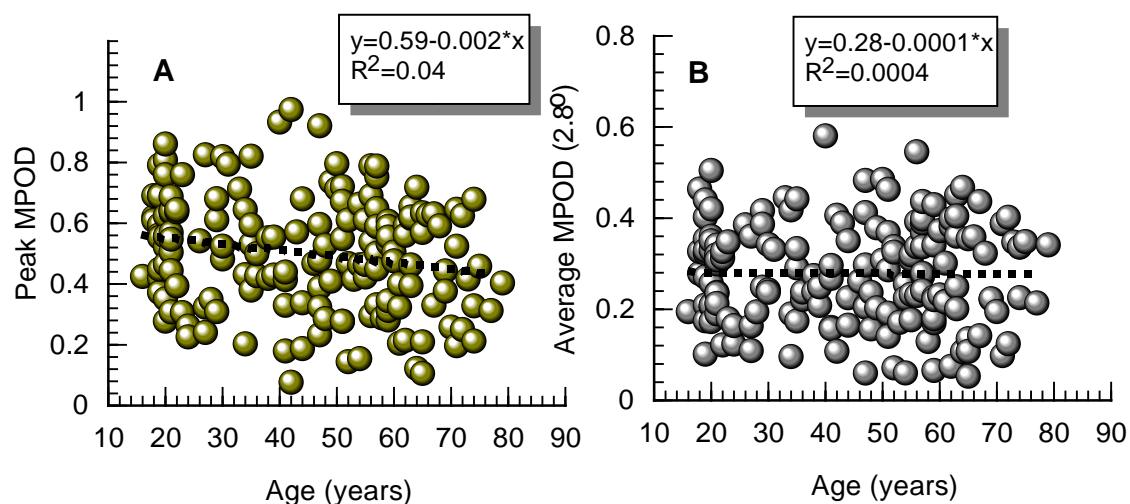 y=0.59-0.002*x
R²=0.04
A
1
0.8
0.6
0.4
0.2
0
Peak MPOD
10 20 30 40 50 60 70 80 90
Age (years)
y=0.28-0.0001*x
R²=0.0004
B
0.8
0.6
0.4
0.2
0
Average MPOD (2.8º)
10 20 30 40 50 60 70 80 90
Age (years)